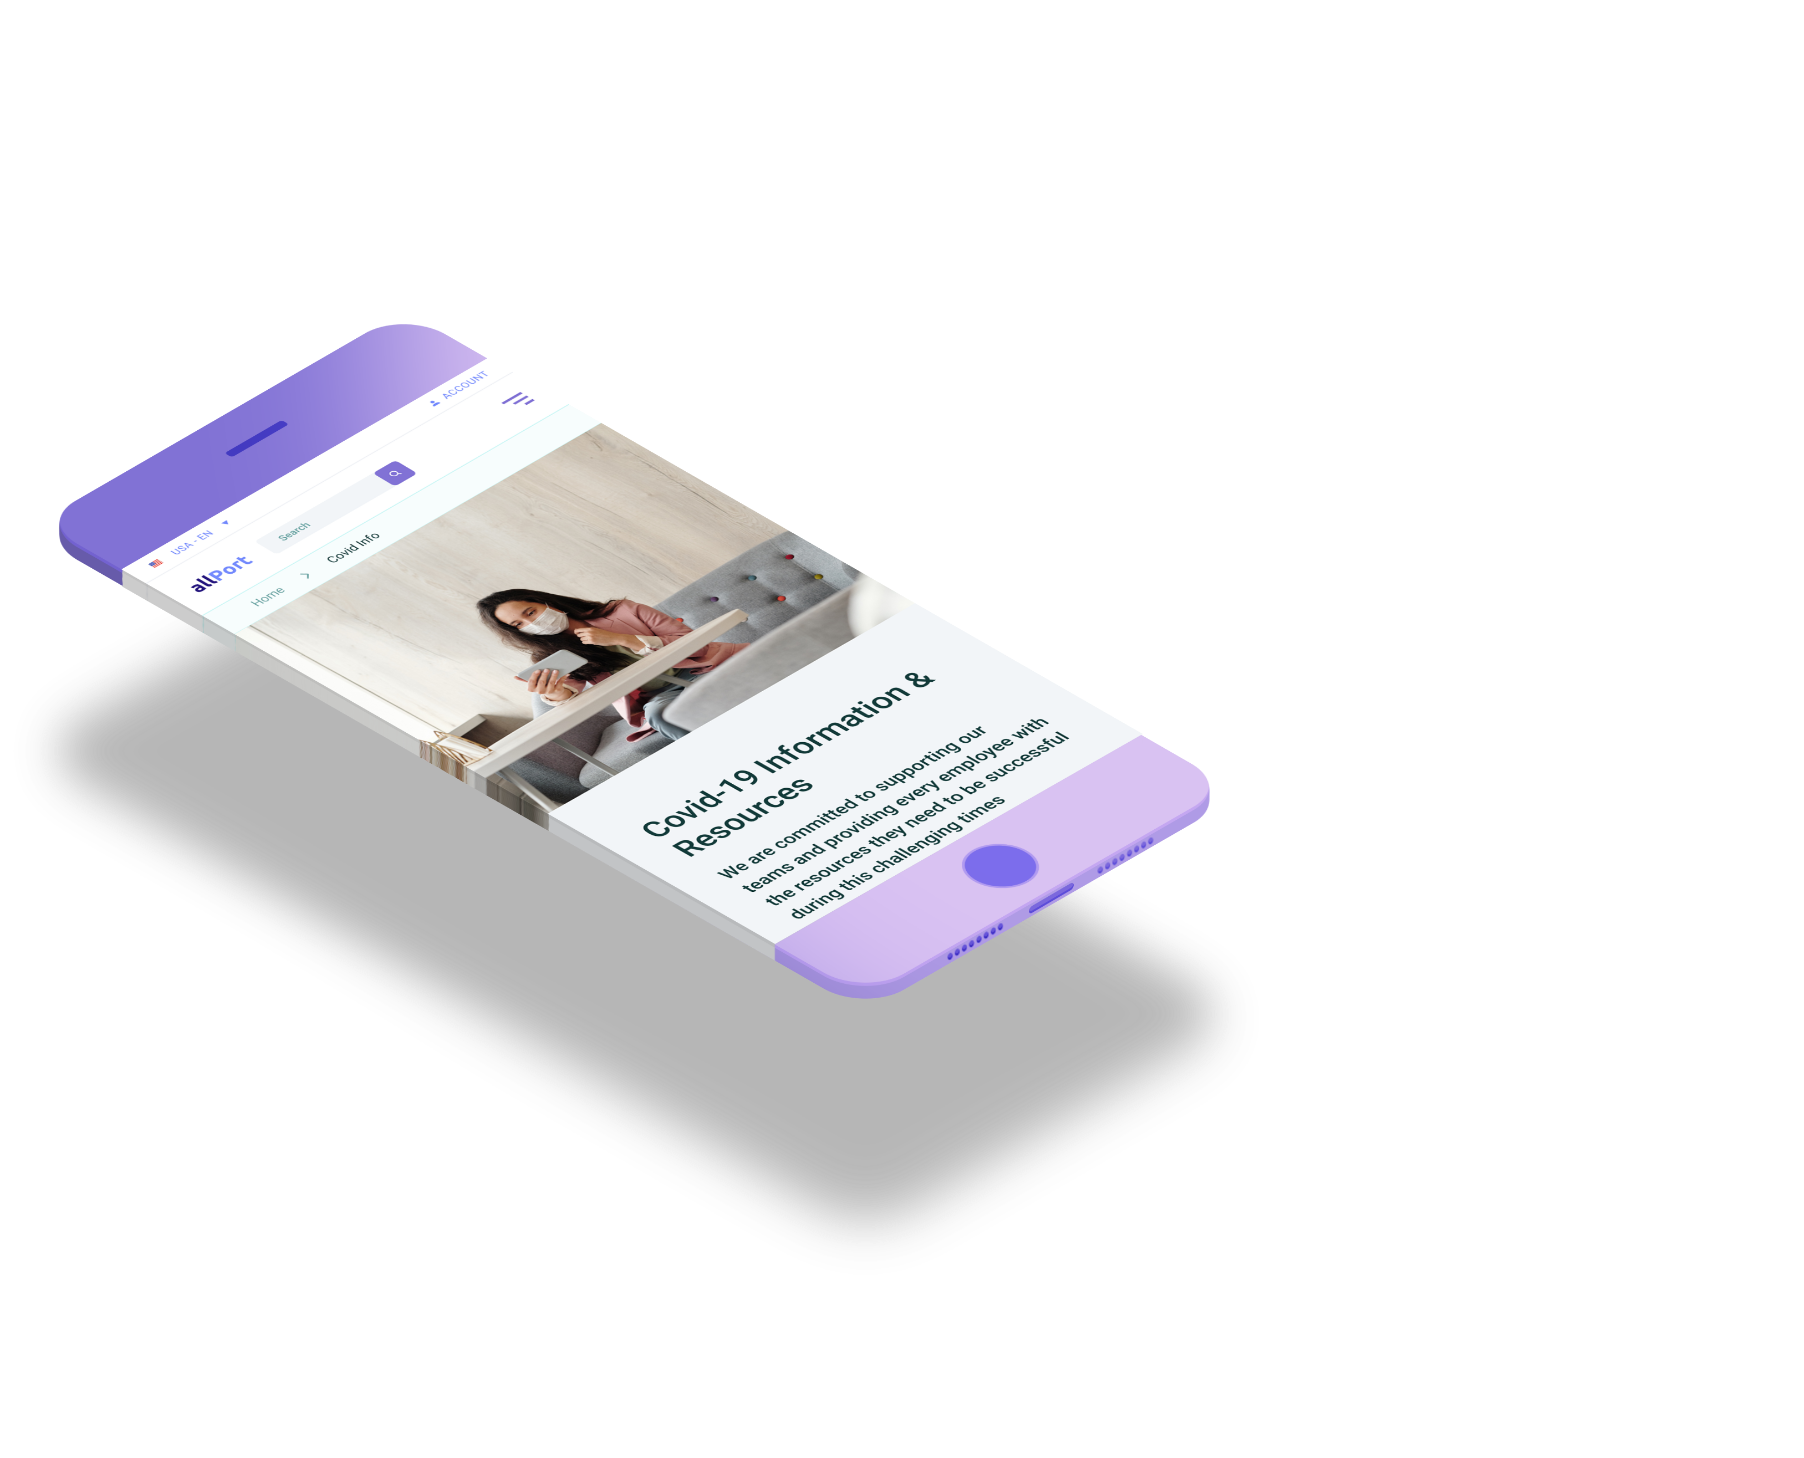 USA - EN
ACCOUNT
allPort
Search
Home
Covid Info
Covid-19 Information &
Resources
We are committed to supporting our
teams and providing every employee with
the resources they need to be successful
during this challenging times